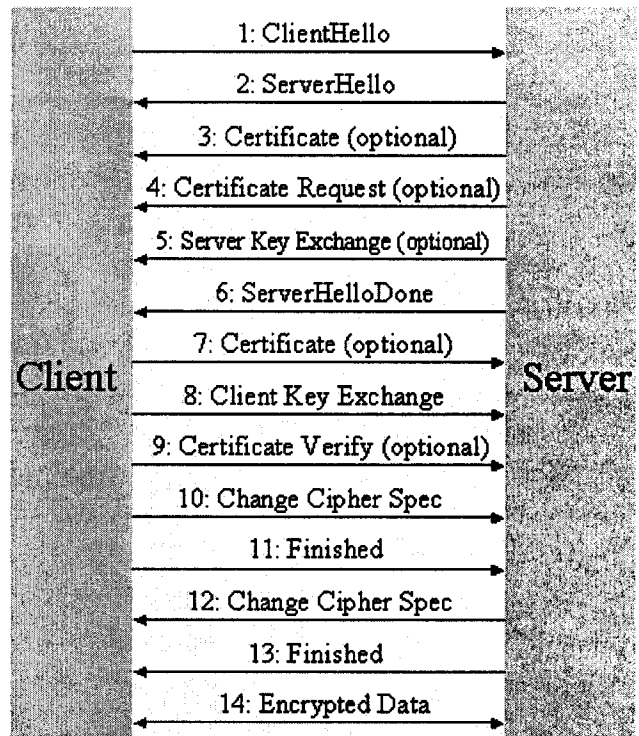 1: ClientHello
2: ServerHello
3: Certificate (optional)
4: Certificate Request (optional)
5: Server Key Exchange (optional)
6: ServerHelloDone
7: Certificate (optional)
Client
Server
8: Client Key Exchange
9: Certificate Verify (optional)
10: Change Cipher Spec
11: Finished
12: Change Cipher Spec
13: Finished
14: Encrypted Data